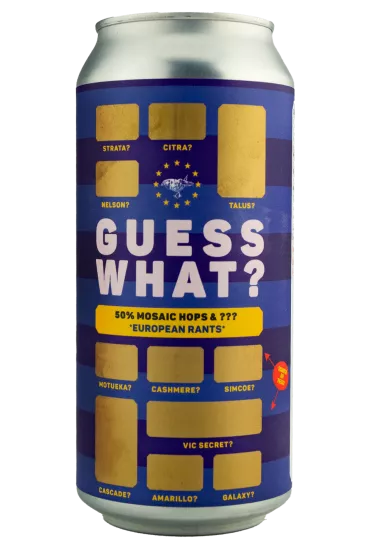 STRATA? CITRA?
NELSON? TALUS?
GUESS
WHAT?
50% MOSAIC HOPS & ???
*EUROPEAN RANTS*
MOTUEKA? CASHMERE? SIMCOE?
VIC SECRET?
CASCADE? AMARILLO? GALAXY?